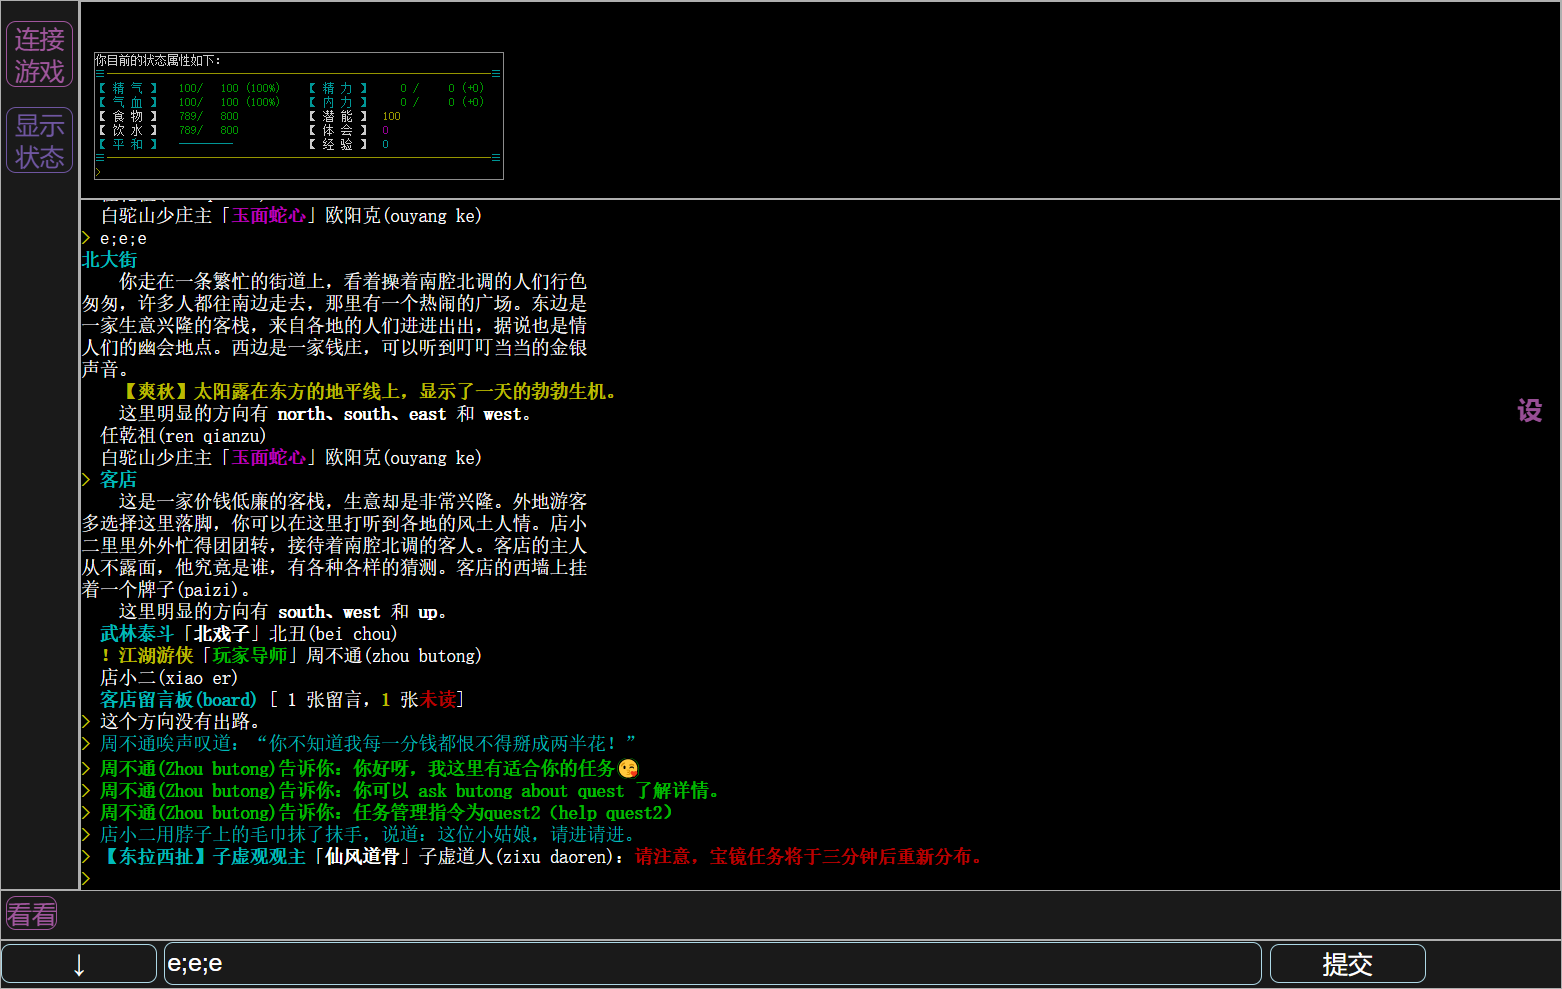 连接
游戏
显示
状态
你目前的状态属性如下：
【 精 气 】 100/ 100 (100%) 【 精 力 】 0 / 0 (+0)
【 气 血 】 100/ 100 (100%) 【 内 力 】 0 / 0 (+0)
【 食 物 】 789/ 800 【 潜 能 】 100
【 饮 水 】 789/ 800 【 体 会 】 0
【 平 和 】 【 经 验 】 0
>
白驼山少庄主「玉面蛇心」欧阳克(ouyang ke)
> e;e;e
北大街
你走在一条繁忙的街道上，看着操着南腔北调的人们行色
匆匆，许多人都往南边走去，那里有一个热闹的广场。东边是
一家生意兴隆的客栈，来自各地的人们进进出出，据说也是情
人们的幽会地点。西边是一家钱庄，可以听到叮叮当当的金银
声音。
【爽秋】太阳露在东方的地平线上，显示了一天的勃勃生机。
这里明显的方向有 north、south、east 和 west。
任乾祖(ren qianzu)
白驼山少庄主「玉面蛇心」欧阳克(ouyang ke)
> 客店
这是一家价钱低廉的客栈，生意却是非常兴隆。外地游客
多选择这里落脚，你可以在这里打听到各地的风土人情。店小
二里里外外忙得团团转，接待着南腔北调的客人。客店的主人
从不露面，他究竟是谁，有各种各样的猜测。客店的西墙上挂
着一个牌子(paizi)。
这里明显的方向有 south、west 和 up。
武林泰斗「北戏子」北丑(bei chou)
！江湖游侠「玩家导师」周不通(zhou butong)
店小二(xiao er)
客店留言板(board) [ 1 张留言，1 张未读]
> 这个方向没有出路。
> 周不通唉声叹道：“你不知道我每一分钱都恨不得掰成两半花！”
> 周不通(Zhou butong)告诉你：你好呀，我这里有适合你的任务😘
> 周不通(Zhou butong)告诉你：你可以 ask butong about quest 了解详情。
> 周不通(Zhou butong)告诉你：任务管理指令为quest2（help quest2）
> 店小二用脖子上的毛巾抹了抹手，说道：这位小姑娘，请进请进。
> 【东拉西扯】子虚观观主「仙风道骨」子虚道人(zixu daoren)：请注意，宝镜任务将于三分钟后重新分布。
>
设
看看
↓ e;e;e 提交